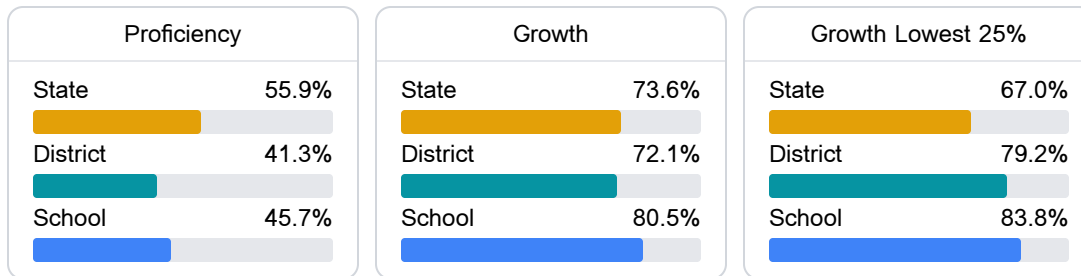 Proficiency
State 55.9%
District 41.3%
School 45.7%
Growth
State 73.6%
District 72.1%
School 80.5%
Growth Lowest 25%
State 67.0%
District 79.2%
School 83.8%